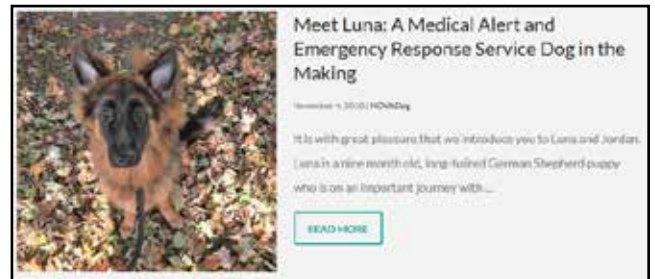 Meet Luna: A Medical Alert and
Emergency Response Service Dog in the
Making
November 4, | NOVADog
It is with great pleasure that we introduce you to Luna and Jordan.
Luna is a nine month old, long-haired German Shepherd puppy
who is on an important journey with ...
READ MORE